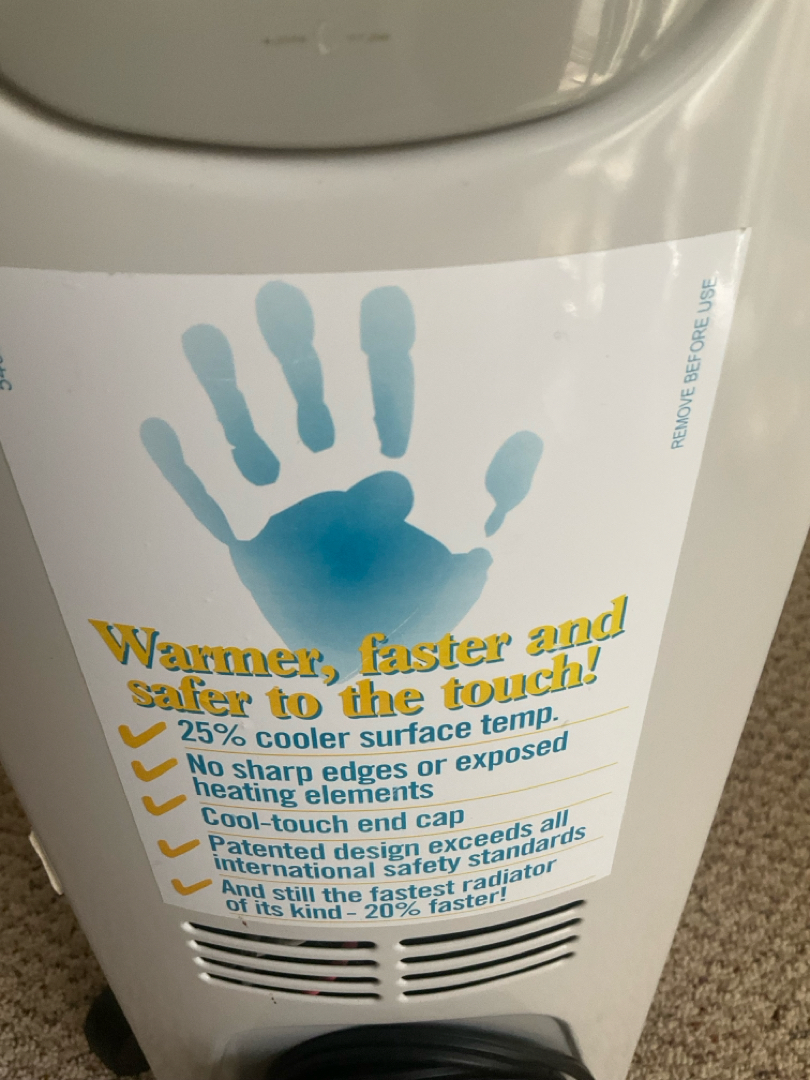 REMOVE BEFORE USE
Warmer, faster and
safer to the touch!
25% cooler surface temp.
No sharp edges or exposed
heating elements
Cool-touch end cap
Patented design exceeds all
international safety standards
And still the fastest radiator
of its kind - 20% faster!